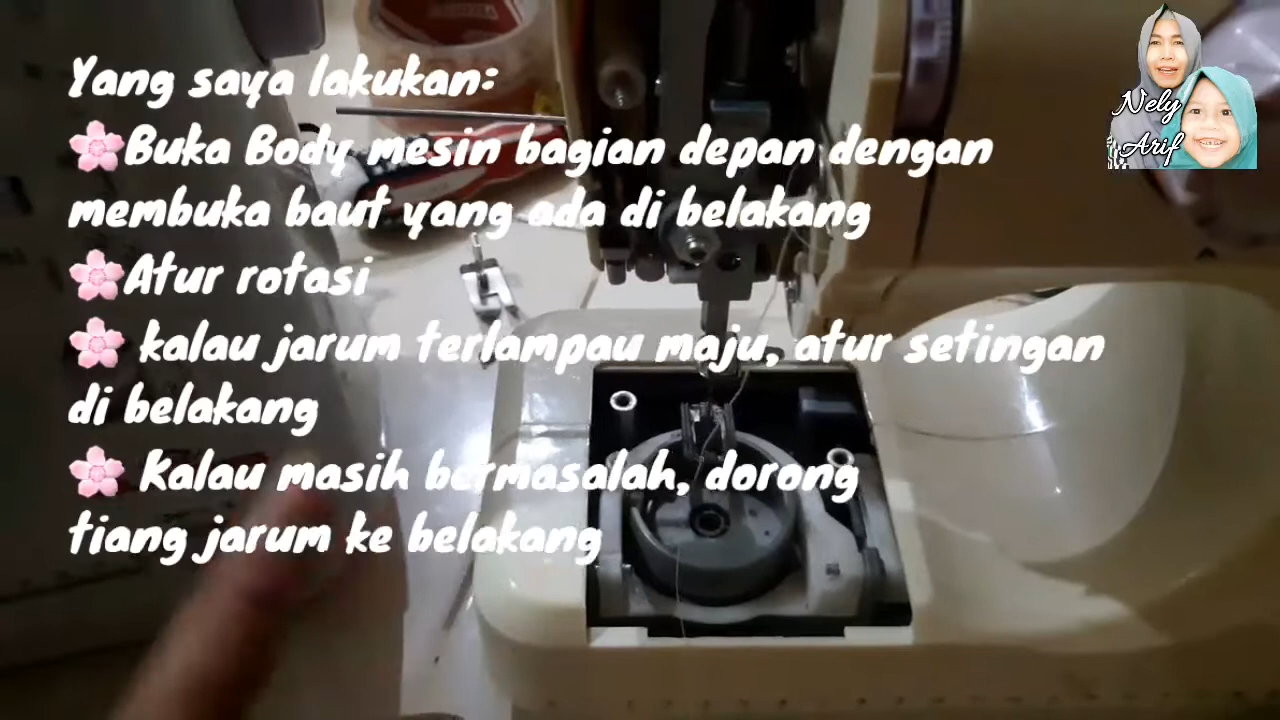 Yang saya lakukan:
🌸Buka Body mesin bagian depan dengan
membuka baut yang ada di belakang
🌸Atur rotasi
🌸 kalau jarum terlampau maju, atur setingan
di belakang
🌸 Kalau masih bermasalah, dorong
tiang jarum ke belakang
Nely
Arif